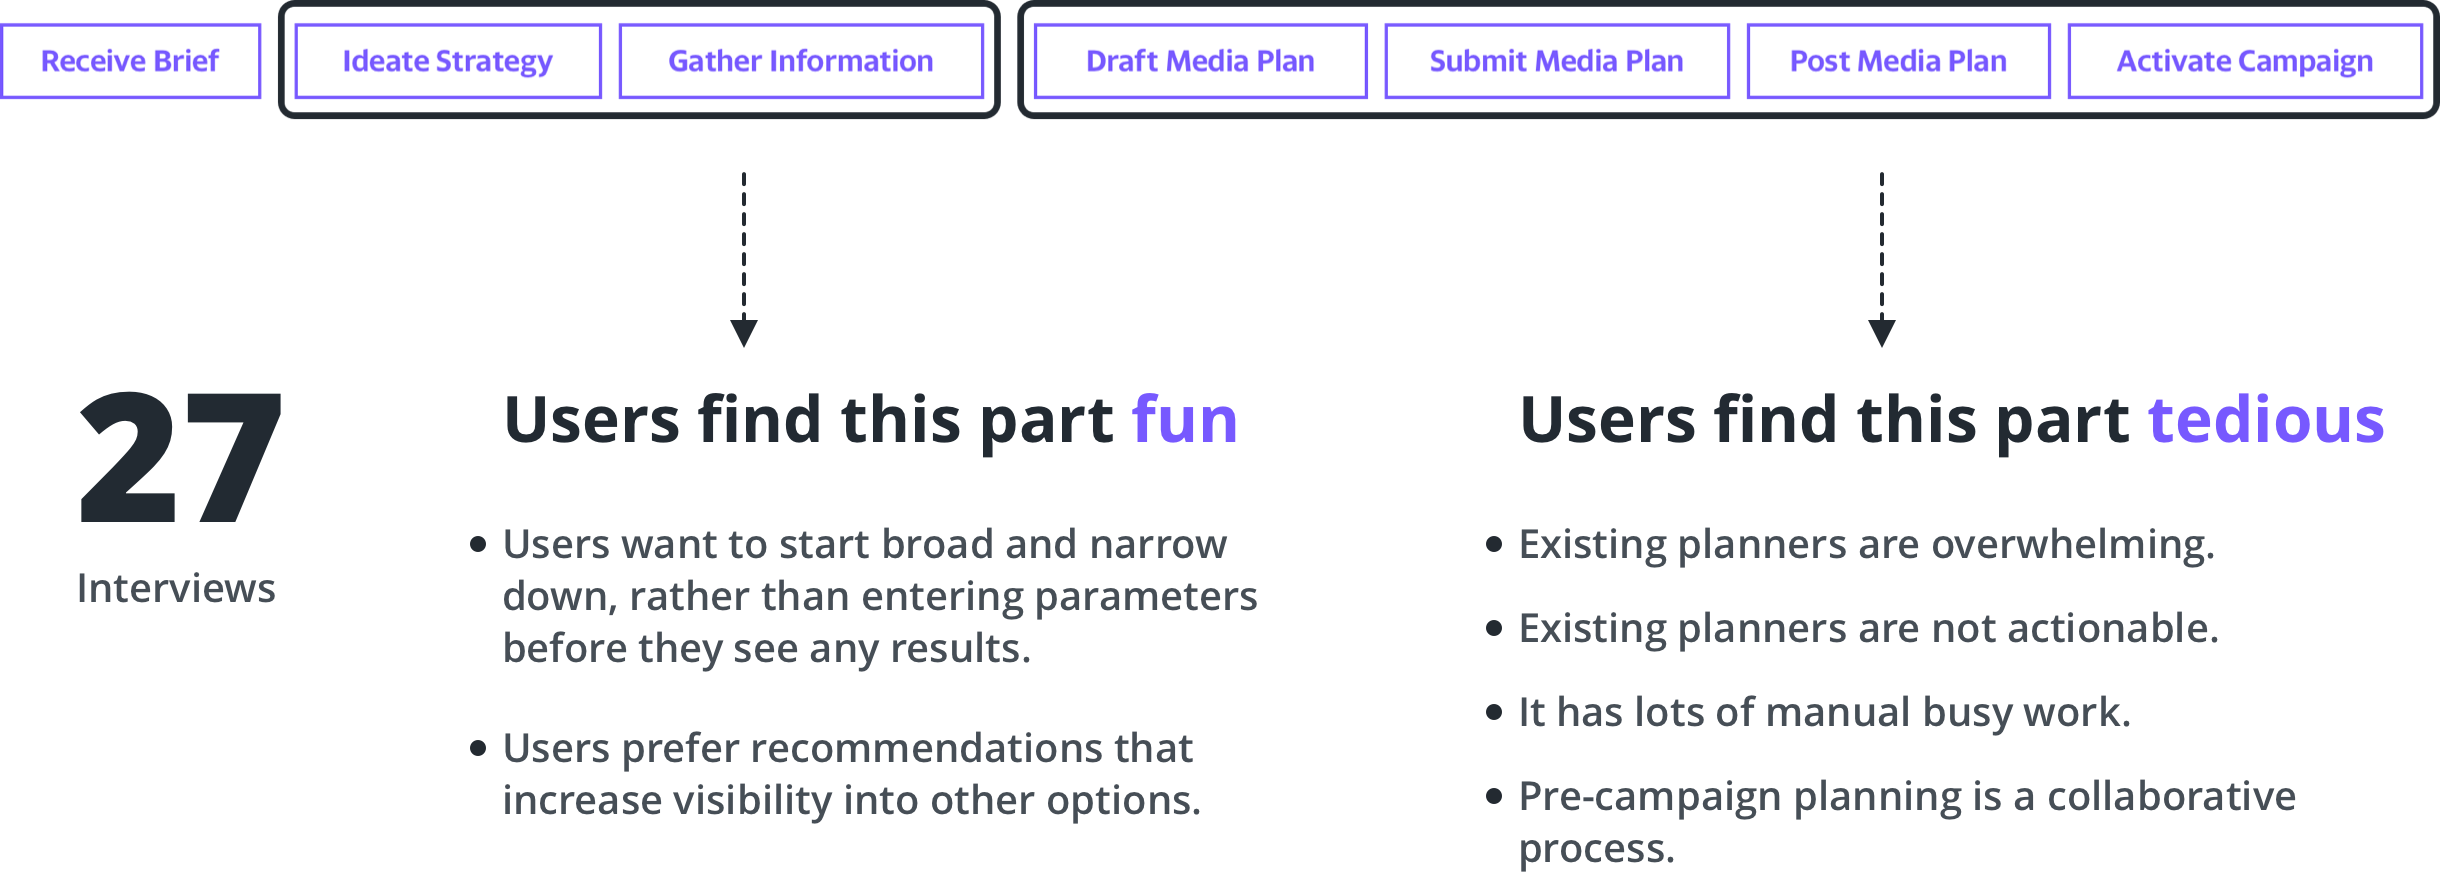 Receive Brief
Ideate Strategy
Gather Information
Draft Media Plan
Submit Media Plan
Post Media Plan
Activate Campaign
27
Interviews
Users find this part fun
• Users want to start broad and narrow
down, rather than entering parameters
before they see any results.
• Users prefer recommendations that
increase visibility into other options.
Users find this part tedious
• Existing planners are overwhelming.
• Existing planners are not actionable.
• It has lots of manual busy work.
• Pre-campaign planning is a collaborative
process.